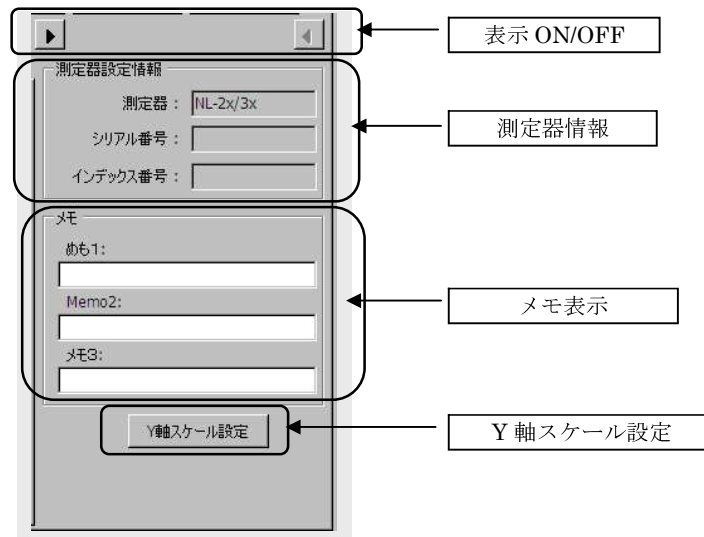 表示 ON/OFF
測定器設定情報
測定器：
NL-2x/3x
シリアル番号：
インデックス番号：
測定器情報
メモ
めも1:
Memo2:
メモ3:
メモ表示
Y軸スケール設定
Y 軸スケール設定